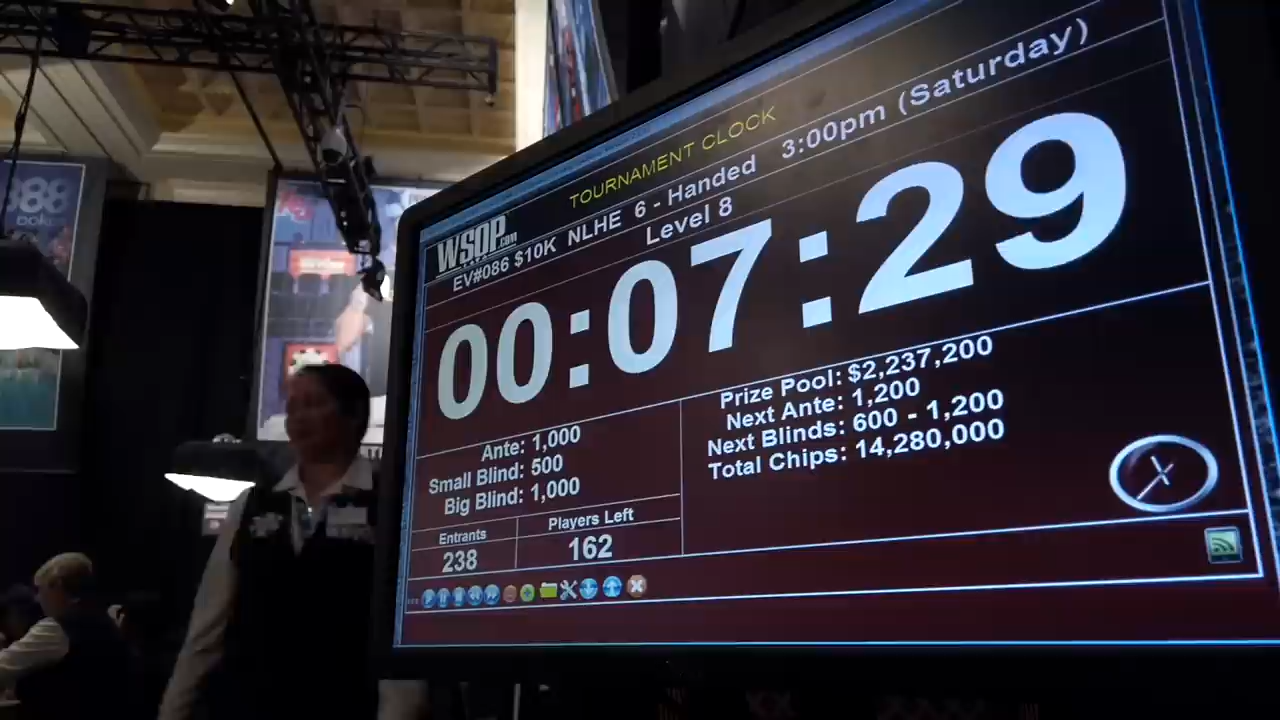 888
poker
TOURNAMENT CLOCK
WSOP.com
EV#086 $10K NLHE 6 - Handed 3:00pm (Saturday)
Level 8
00:07:29
Ante: 1,000
Small Blind: 500
Big Blind: 1,000
Prize Pool: $2,237,200
Next Ante: 1,200
Next Blinds: 600 - 1,200
Total Chips: 14,280,000
Entrants
238
Players Left
162